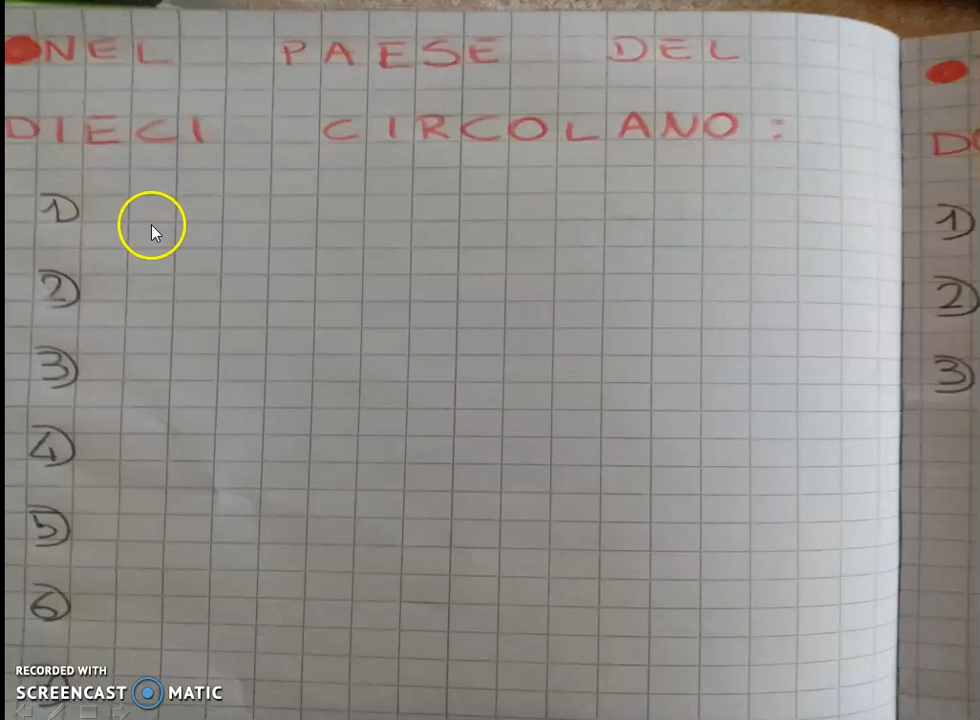 NEL PAESE DEL
DIECI CIRCOLANO:
1)
2)
3)
4)
5)
6)
1)
2)
3)
RECORDED WITH
SCREENCAST MATIC